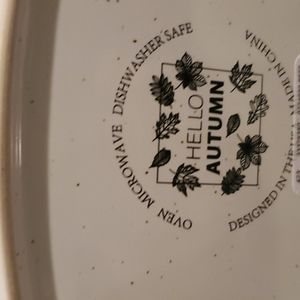 OVEN MICROWAVE DISHWASHER SAFE
HELLO
AUTUMN
DESIGNED IN THE MADE IN CHINA